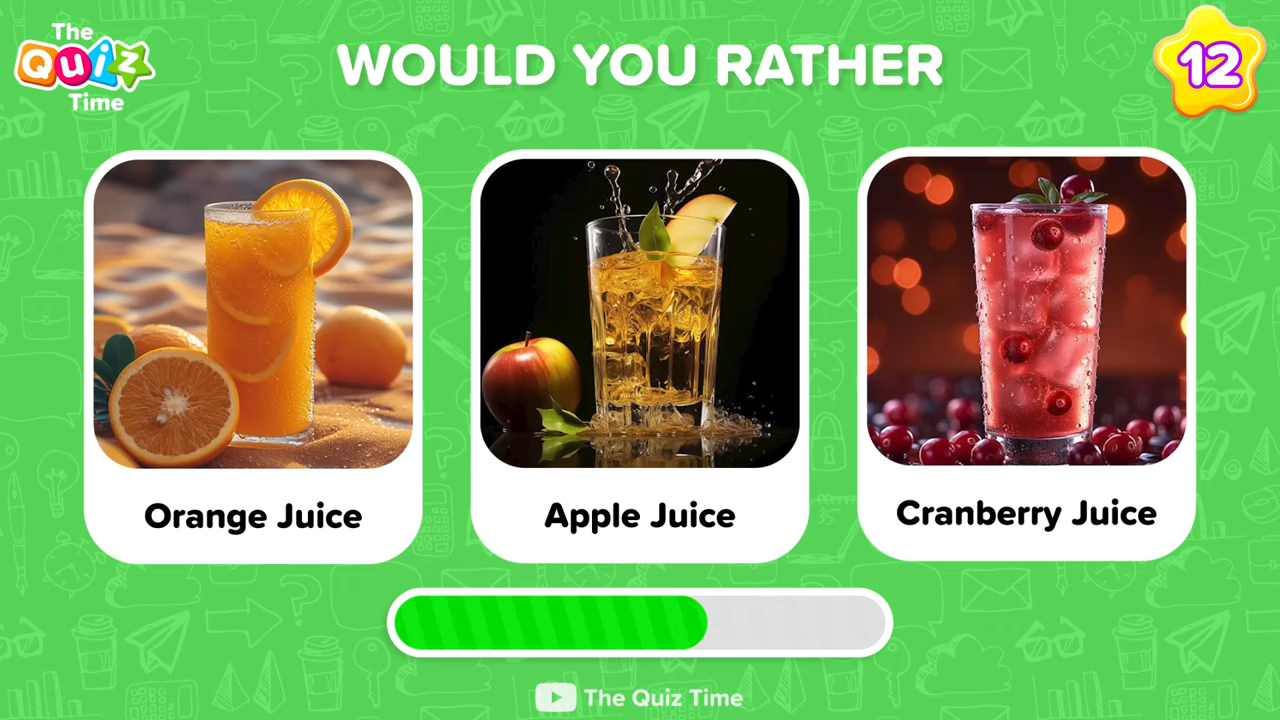 The
Quiz
Time
WOULD YOU RATHER
12
Orange Juice
Apple Juice
Cranberry Juice
The Quiz Time